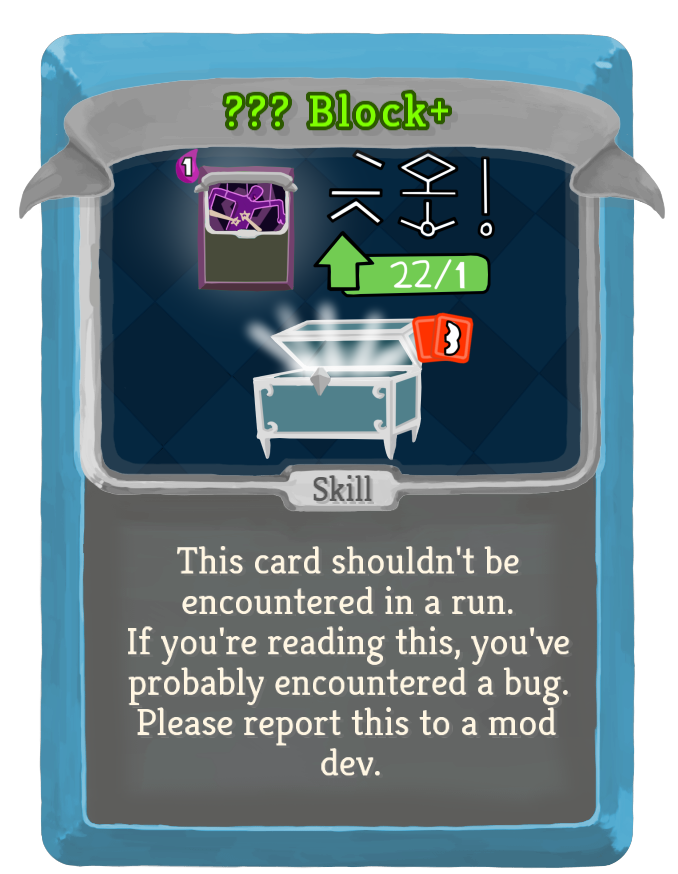 ??? Block+
1
22/1
Skill
This card shouldn't be
encountered in a run.
If you're reading this, you've
probably encountered a bug.
Please report this to a mod
dev.